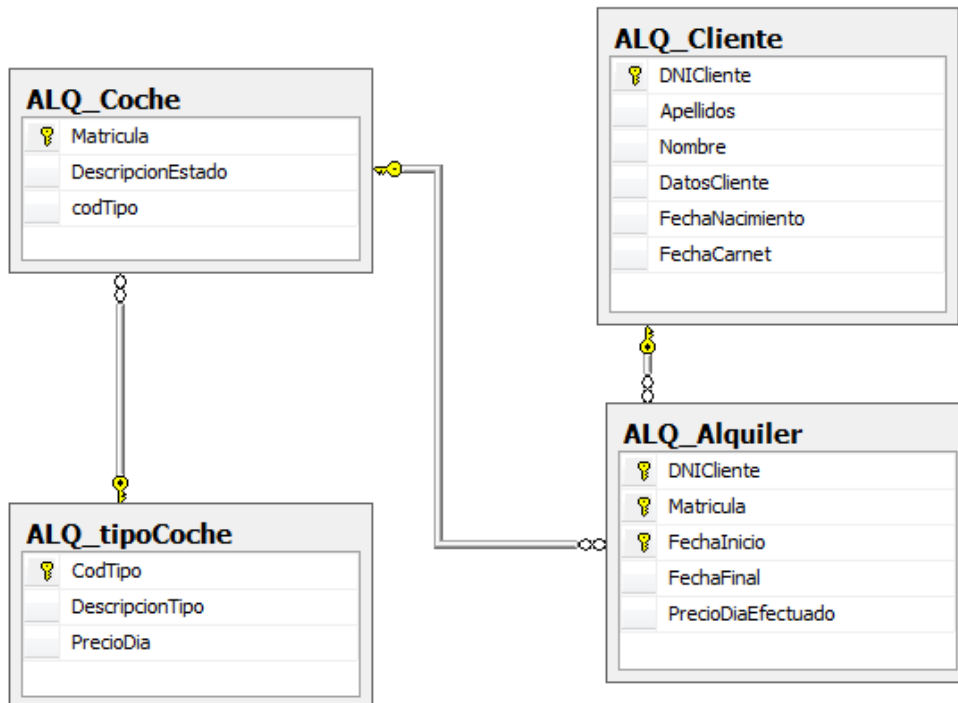 ALQ_Coche
Matricula
DescripcionEstado
codTipo
ALQ_Cliente
DNICliente
Apellidos
Nombre
DatosCliente
FechaNacimiento
FechaCarnet
ALQ_tipoCoche
CodTipo
DescripcionTipo
PrecioDia
ALQ_Alquiler
DNICliente
Matricula
FechaInicio
FechaFinal
PrecioDiaEfectuado